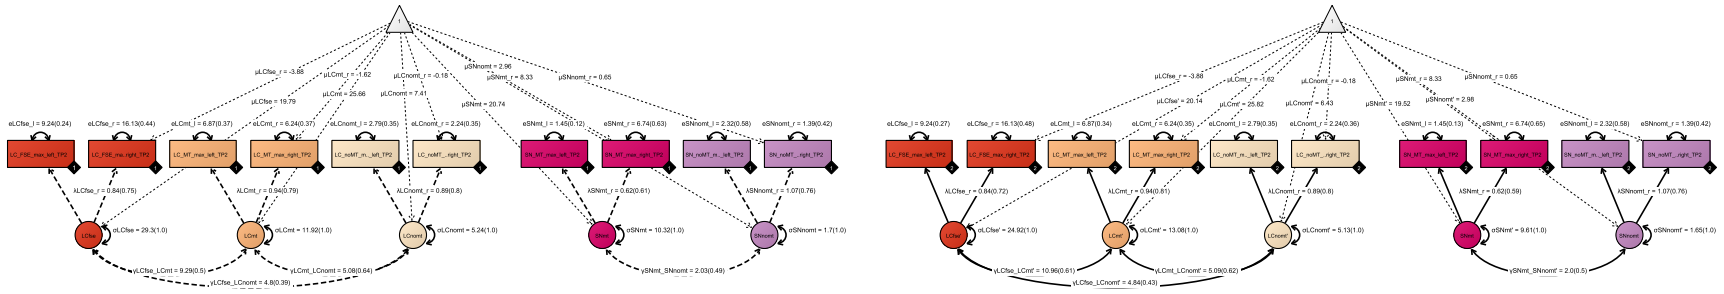 1
1
μSNnomt = 2.96
μLCfse_r = -3.88
μLCmt_r = -1.62
μLCnomt_r = -0.18
μSNmt_r = 8.33
μSNnomt_r = 0.65
μLCfse = 19.79
μLCmt = 25.66
μLCnomt = 7.41
μSNmt = 20.74
μLCfse_r = -3.88
μLCmt_r = -1.62
μLCnomt_r = -0.18
μSNmt_r = 8.33
μSNnomt_r = 0.65
μLCfse' = 20.14
μLCmt' = 25.82
μLCnomt' = 6.43
μSNmt' = 19.52
μSNnomt' = 2.98
eLCfse_l = 9.24(0.24)
eLCfse_r = 16.13(0.44)
eLCmt_l = 6.87(0.37)
eLCmt_r = 6.24(0.37)
eLCnomt_l = 2.79(0.35)
eLCnomt_r = 2.24(0.35)
eSNmt_l = 1.45(0.12)
eSNmt_r = 6.74(0.63)
eSNnomt_l = 2.32(0.58)
eSNnomt_r = 1.39(0.42)
eLCfse_l = 9.24(0.27)
eLCfse_r = 16.13(0.48)
eLCmt_l = 6.87(0.34)
eLCmt_r = 6.24(0.35)
eLCnomt_l = 2.79(0.35)
eLCnomt_r = 2.24(0.36)
eSNmt_l = 1.45(0.13)
eSNmt_r = 6.74(0.65)
eSNnomt_l = 2.32(0.58)
eSNnomt_r = 1.39(0.42)
LC_FSE_max_left_TP2
LC_FSE_ma_right_TP2
LC_MT_max_left_TP2
LC_MT_max_right_TP2
LC_noMT_m.._left_TP2
LC_noMT_..right_TP2
SN_MT_max_left_TP2
SN_MT_max_right_TP2
SN_noMT_m.._left_TP2
SN_noMT_..right_TP2
LC_FSE_max_left_TP2
LC_FSE_max_right_TP2
LC_MT_max_left_TP2
LC_MT_max_right_TP2
LC_noMT_m.._left_TP2
LC_noMT_..right_TP2
SN_MT_max_left_TP2
SN_MT_max_right_TP2
SN_noMT_m.._left_TP2
SN_noMT_..right_TP2
λLCfse_r = 0.84(0.75)
λLCmt_r = 0.94(0.79)
λLCnomt_r = 0.89(0.8)
λSNmt_r = 0.62(0.61)
λSNnomt_r = 1.07(0.76)
λLCfse_r = 0.84(0.72)
λLCmt_r = 0.94(0.81)
λLCnomt_r = 0.89(0.8)
λSNmt_r = 0.62(0.59)
λSNnomt_r = 1.07(0.76)
LCfse
σLCfse = 29.3(1.0)
LCmt
σLCmt = 11.92(1.0)
LCnomt
σLCnomt = 5.24(1.0)
SNmt
σSNmt = 10.32(1.0)
SNnomt
σSNnomt = 1.7(1.0)
LCfse'
σLCfse' = 24.92(1.0)
LCmt'
σLCmt' = 13.08(1.0)
LCnomt'
σLCnomt' = 5.13(1.0)
σSNmt' = 9.61(1.0)
SNnomt
σSNnomt' = 1.65(1.0)
γLCfse_LCmt = 9.29(0.5)
γLCmt_LCnomt = 5.08(0.64)
γSNmt_SNnomt = 2.03(0.49)
γLCfse_LCmt' = 10.96(0.61)
γLCmt_LCnomt' = 5.09(0.62)
γSNmt_SNnomt' = 2.0(0.5)
γLCfse_LCnomt = 4.8(0.39)
γLCfse_LCnomt' = 4.84(0.43)